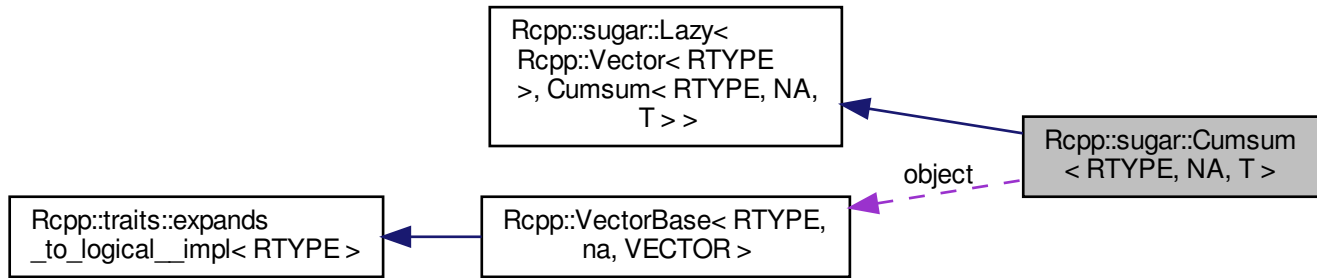 Rcpp::sugar::Lazy<
Rcpp::Vector< RTYPE
>, Cumsum< RTYPE, NA,
T > >
Rcpp::sugar::Cumsum
< RTYPE, NA, T >
object
Rcpp::traits::expands
_to_logical__impl< RTYPE >
Rcpp::VectorBase< RTYPE,
na, VECTOR >